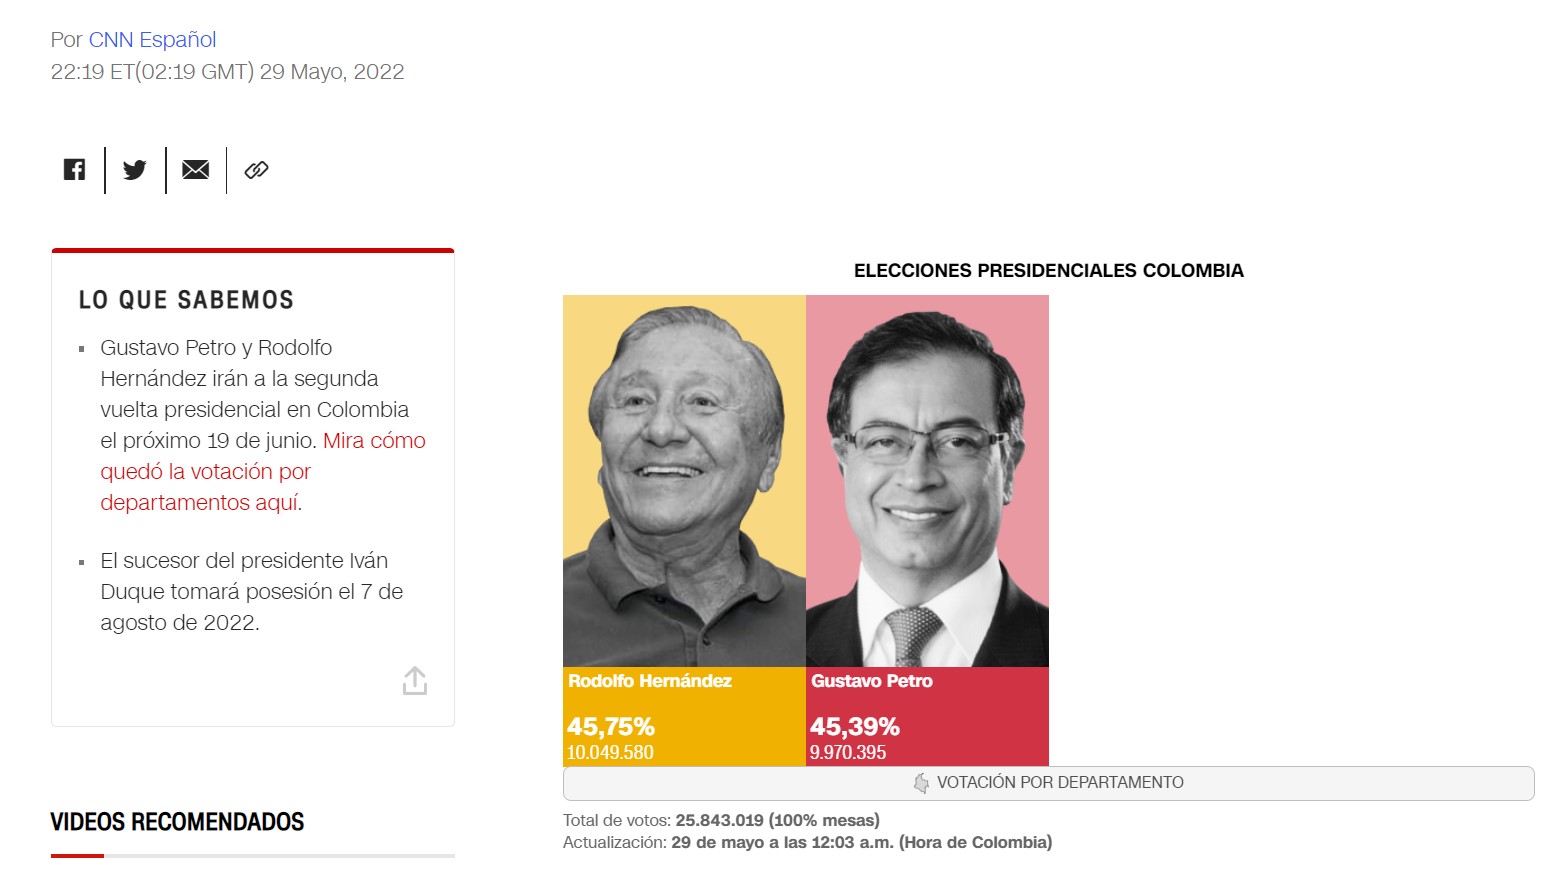 Por CNN Español
22:19 ET(02:19 GMT) 29 Mayo, 2022
LO QUE SABEMOS
Gustavo Petro y Rodolfo
Hernández irán a la segunda
vuelta presidencial en Colombia
el próximo 19 de junio. Mira cómo
quedó la votación por
departamentos aquí.
El sucesor del presidente Iván
Duque tomará posesión el 7 de
agosto de 2022.
VIDEOS RECOMENDADOS
ELECCIONES PRESIDENCIALES COLOMBIA
Rodolfo Hernández
45,75%
10.049.580
Gustavo Petro
45,39%
9.970.395
VOTACIÓN POR DEPARTAMENTO
Total de votos: 25.843.019 (100% mesas)
Actualización: 29 de mayo a las 12:03 a.m. (Hora de Colombia)